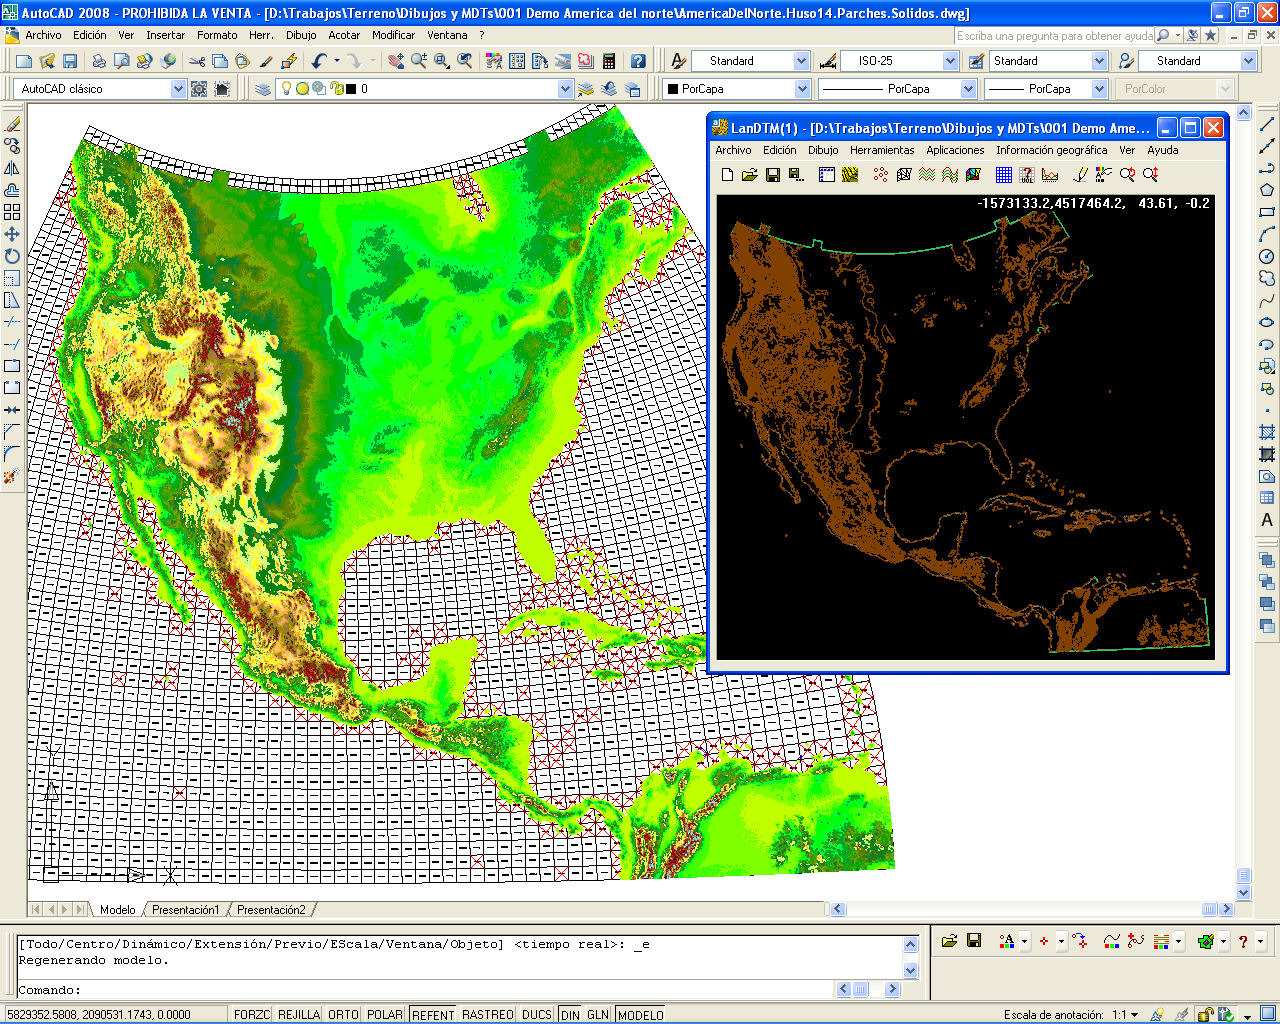 AutoCAD 2008 - PROHIBIDA LA VENTA - [D:\Trabajos\Terreno\Dibujos y MDTs\001 Demo America del norte\AmericaDelNorte.Huso14.Parches.Solidos.dwg]
Archivo Edición Ver Insertar Formato Herr. Dibujo Acotar Modificar Ventana ?
Escriba una pregunta para obtener ayuda
Standard ISO-25 Standard Standard
AutoCAD clásico 0 PorCapa PorCapa PorCapa PorColor
LanDTM(1) - [D:\Trabajos\Terreno\Dibujos y MDTs\001 Demo Ame...
Archivo Edición Dibujo Herramientas Aplicaciones Información geográfica Ver Ayuda
-1573133.2,4517464.2, 43.61, -0.2
Modelo Presentación1 Presentación2
[Todo/Centro/Dinámico/Extensión/Previo/EScala/Ventana/Objeto] <tiempo real>: _e
Regenerando modelo.
Comando:
5829352.5808, 2090531.1743, 0.0000 FORZC REJILLA ORTO POLAR REFENT RASTREO DUCS DIN GLN MODELO Escala de anotación: 1:1